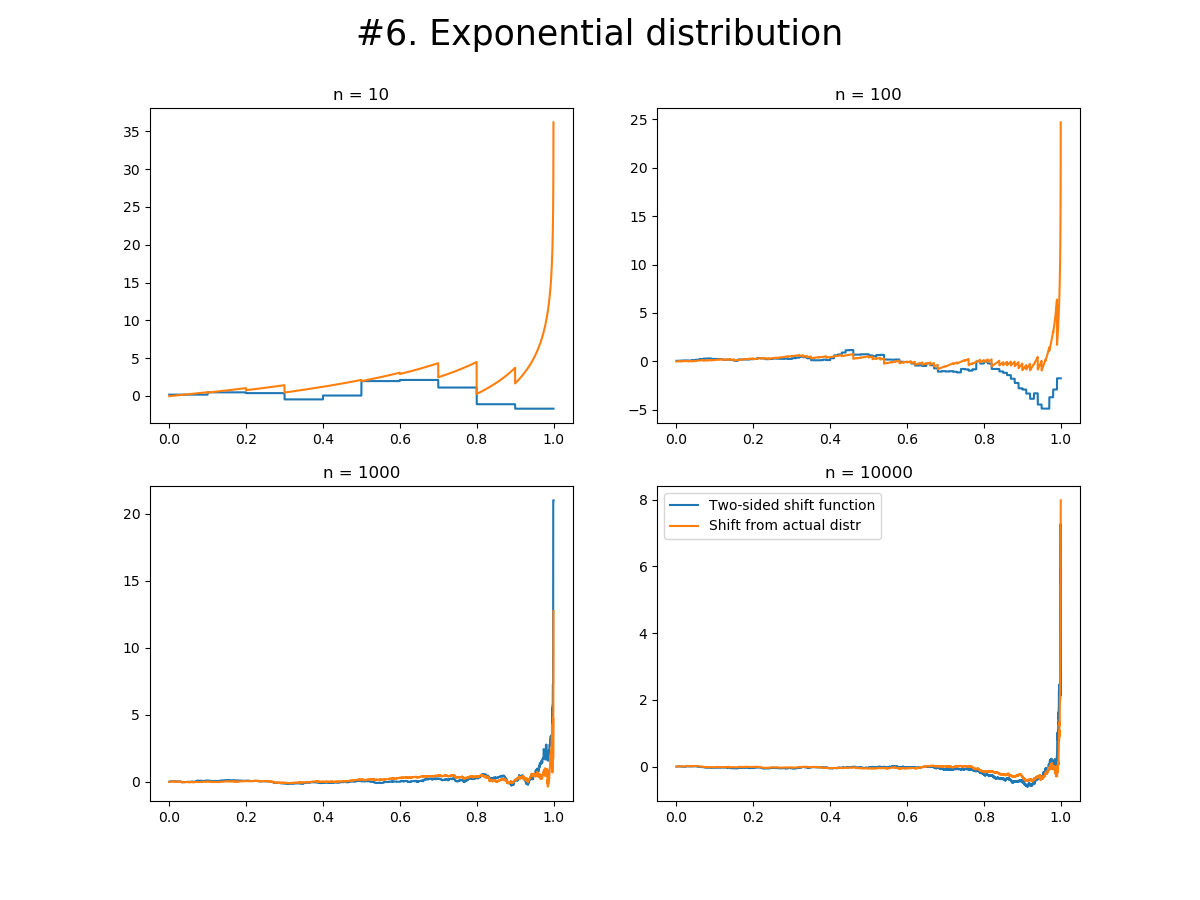 #6. Exponential distribution
n = 10
35
30
25
20
15
10
5
0
0.0 0.2 0.4 0.6 0.8 1.0
n = 100
25
20
15
10
5
0
−5
0.0 0.2 0.4 0.6 0.8 1.0
n = 1000
20
15
10
5
0
0.0 0.2 0.4 0.6 0.8 1.0
n = 10000
Two-sided shift function
Shift from actual distr
8
6
4
2
0
0.0 0.2 0.4 0.6 0.8 1.0